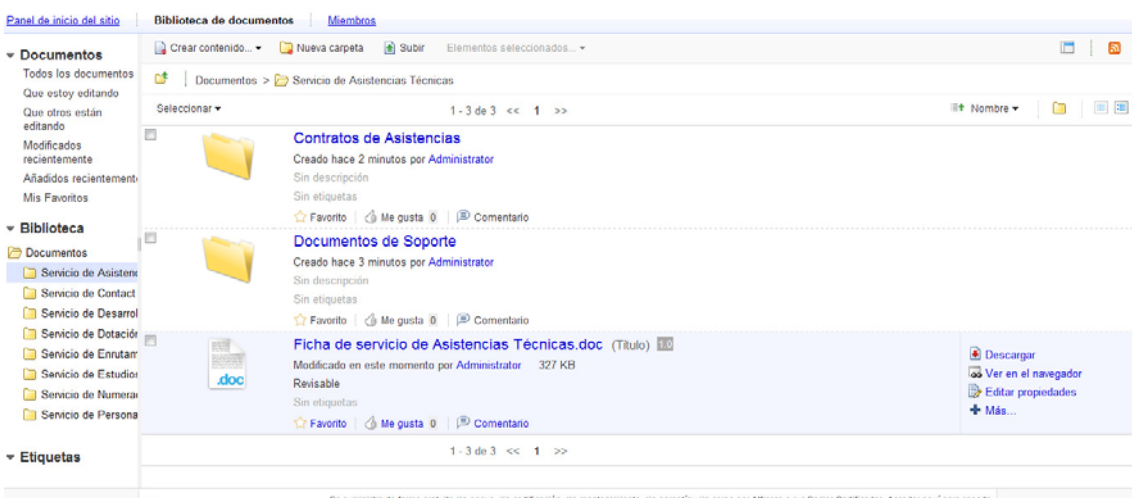 Panel de inicio del sitio Biblioteca de documentos Miembros
Crear contenido... Nueva carpeta Subir Elementos seleccionados...
Documentos > Servicio de Asistencias Técnicas
Seleccionar 1 - 3 de 3 << 1 >> Nombre
Documentos
Todos los documentos
Que estoy editando
Que otros están
editando
Modificados
recientemente
Añadidos recientement
Mis Favoritos
Biblioteca
Documentos
Servicio de Asisten
Servicio de Contact
Servicio de Desarrol
Servicio de Dotación
Servicio de Enrutam
Servicio de Estudio
Servicio de Numera
Servicio de Persona
Etiquetas
Contratos de Asistencias
Creado hace 2 minutos por Administrator
Sin descripción
Sin etiquetas
Favorito Me gusta 0 Comentario
Documentos de Soporte
Creado hace 3 minutos por Administrator
Sin descripción
Sin etiquetas
Favorito Me gusta 0 Comentario
.doc
Ficha de servicio de Asistencias Técnicas.doc (Título) 1.0
Modificado en este momento por Administrator 327 KB
Revisable
Sin etiquetas
Favorito Me gusta 0 Comentario
Descargar
Ver en el navegador
Editar propiedades
Más...
1 - 3 de 3 << 1 >>